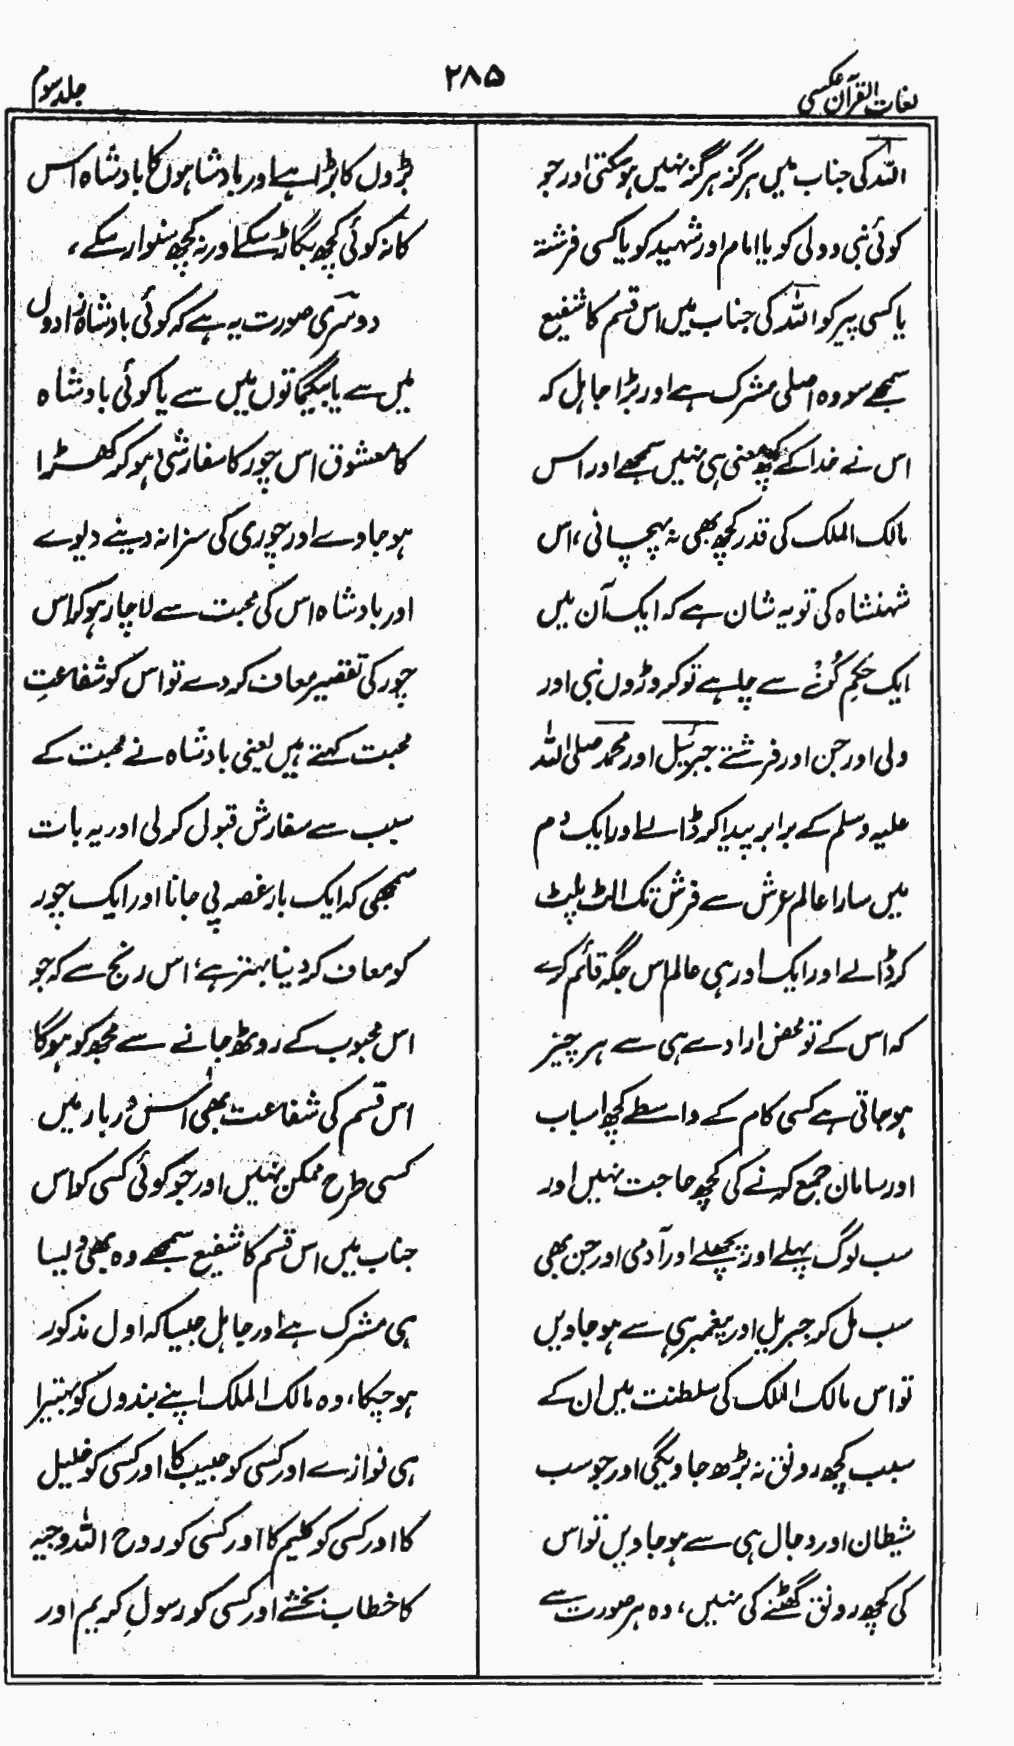 لغات القرآن عکسی
۲۸۵
جلد سوم
اللہ کی جناب میں ہرگز ہرگز نہیں ہوسکتی اور جو
کوئی نبی و ولی کو یا امام اور شہید کو یا کسی فرشتہ
یا کسی پیر کو اللہ کی جناب میں اس قسم کا شفیع
سمجھے سو وہ اصلی مشرک ہے اور بڑا جاہل کہ
اس نے خدا کے کچھ معنی ہی نہیں سمجھے اور اس
مالک الملک کی قدر کچھ بھی نہ پہچانی، اس
شہنشاہ کی تو یہ شان ہے کہ ایک آن میں
ایک حکمِ کُنْ سے چاہے تو کروڑوں نبی اور
ولی اور جن اور فرشتے جبرئیل اور محمد صلی اللہ
علیہ وسلم کے برابر پیدا کر ڈالے اور ایک دم
میں سارا عالم عرش سے فرش تک الٹ پلٹ
کر ڈالے اور ایک اور ہی عالم اس جگہ قائم کرے
کہ اس کے تو محض ارادے ہی سے ہر چیز
ہوجاتی ہے کسی کام کے واسطے کچھ اسباب
اور سامان جمع کرنے کی کچھ حاجت نہیں اور
سب لوگ پہلے اور پچھلے اور آدمی اور جن بھی
سب مل کر جبریل اور پیغمبر ہی سے ہوجاویں
تو اس مالک الملک کی سلطنت میں ان کے
سبب کچھ رونق نہ بڑھ جاویگی اور جو سب
شیطان اور دجال ہی سے ہوجاویں تو اس
کی کچھ رونق گھٹنے کی نہیں، وہ ہر صورت سے
بڑوں کا بڑا ہے اور بادشاہوں کا بادشاہ اس
کا نہ کوئی کچھ بگاڑ سکے اور نہ کچھ سنوار سکے،
دوسری صورت یہ ہے کہ کوئی بادشاہ زادوں
میں سے یا بیگماتوں میں سے یا کوئی بادشاہ
کا معشوق اس چور کا سفارشی ہو کر کھڑا
ہوجاوے اور چوری کی سزا نہ دینے دیوے
اور بادشاہ اس کی محبت سے لاچار ہو کر اس
چور کی تقصیر معاف کردے تو اس کو شفاعتِ
محبت کہتے ہیں یعنی بادشاہ نے محبت کے
سبب سے سفارش قبول کرلی اور یہ بات
سمجھی کہ ایک بار غصہ پی جانا اور ایک چور
کو معاف کر دینا بہتر ہے، اس رنج سے کہ جو
اس محبوب کے روٹھ جانے سے مجھ کو ہوگا
اس قسم کی شفاعت بھی اس دربار میں
کسی طرح ممکن نہیں اور جو کوئی کسی کو اس
جناب میں اس قسم کا شفیع سمجھے وہ بھی ویسا
ہی مشرک ہے اور جاہل جیسا کہ اول مذکور
ہوچکا، وہ مالک الملک اپنے بندوں کو بہتیرا
ہی نوازے اور کسی کو حبیب کا اور کسی کو خلیل
کا اور کسی کو کلیم کا اور کسی کو روح اللہ وجیہ
کا خطاب بخشے اور کسی کو رسولِ کریم اور